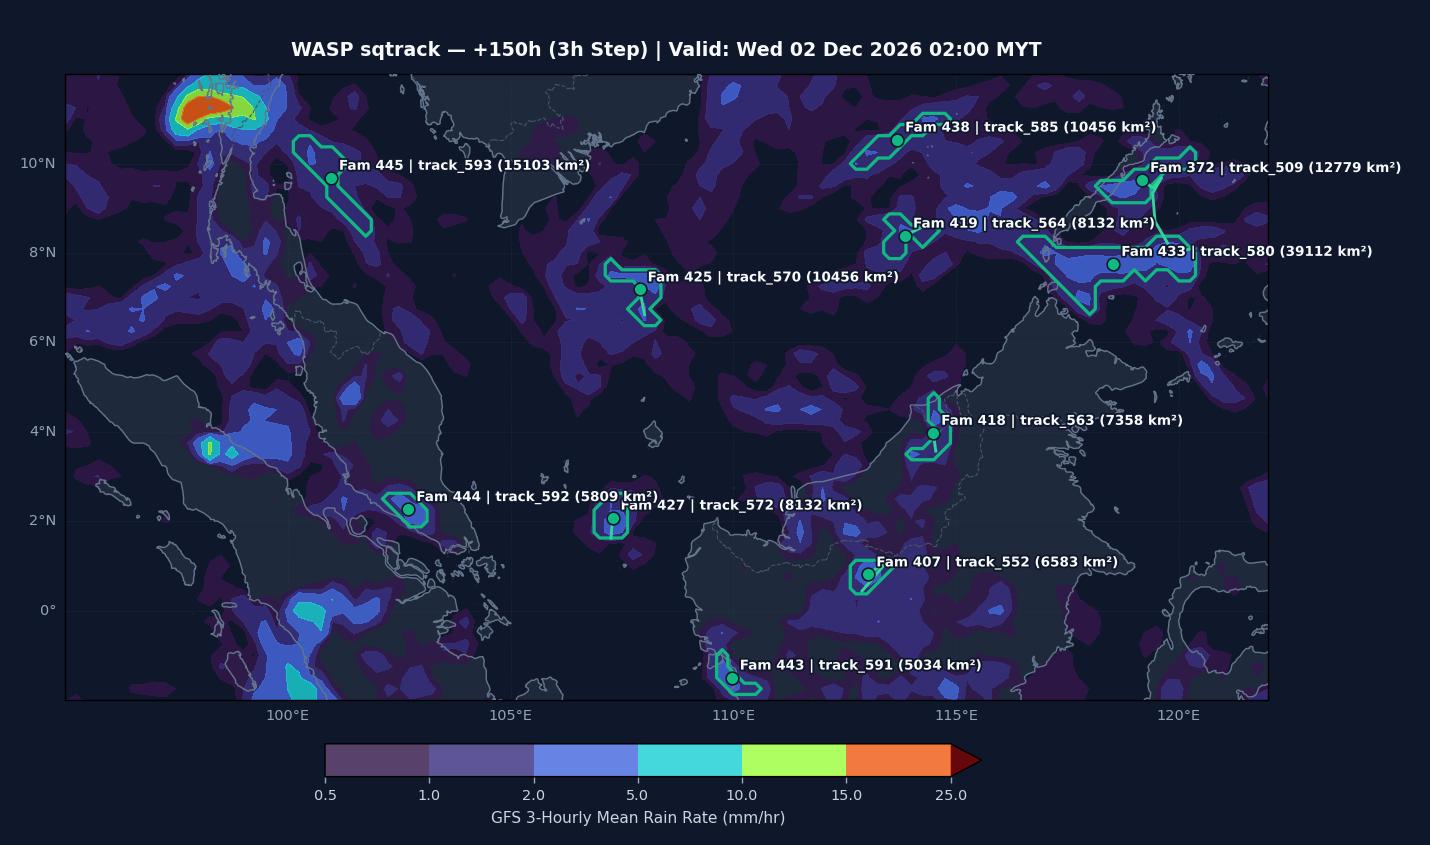 WASP sqtrack — +150h (3h Step) | Valid: Wed 02 Dec 2026 02:00 MYT
Fam 438 | track_585 (10456 km²)
10°N
Fam 445 | track_593 (15103 km²)
Fam 372 | track_509 (12779 km²)
Fam 419 | track_564 (8132 km²)
8°N
Fam 433 | track_580 (39112 km²)
Fam 425 | track_570 (10456 km²)
6°N
Fam 418 | track_563 (7358 km²)
4°N
Fam 444 | track_592 (5809 km²)
Fam 427 | track_572 (8132 km²)
2°N
Fam 407 | track_552 (6583 km²)
0°
Fam 443 | track_591 (5034 km²)
100°E 105°E 110°E 115°E 120°E
0.5 1.0 2.0 5.0 10.0 15.0 25.0
GFS 3-Hourly Mean Rain Rate (mm/hr)